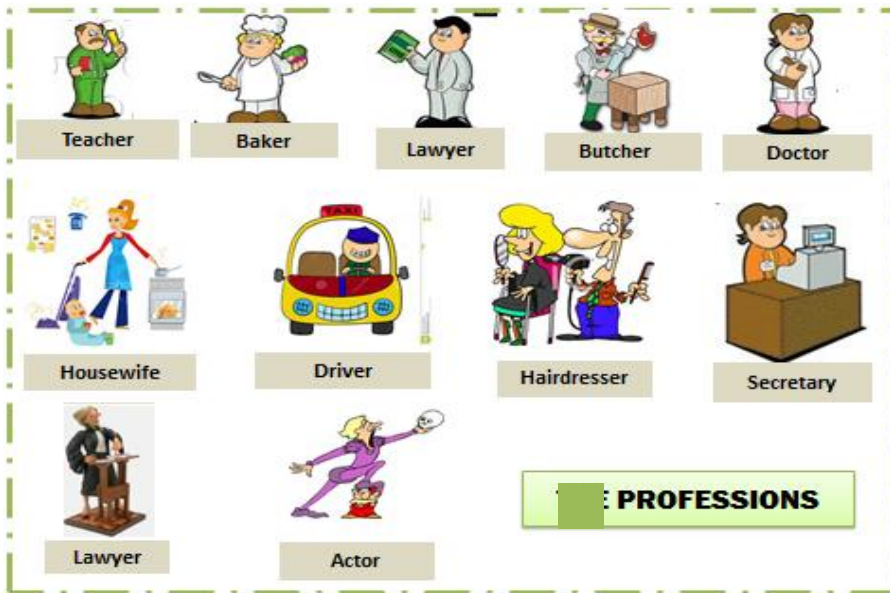 Teacher
Baker
Lawyer
Butcher
Doctor
TAXI
Housewife
Driver
Hairdresser
Secretary
Lawyer
Actor
PROFESSIONS